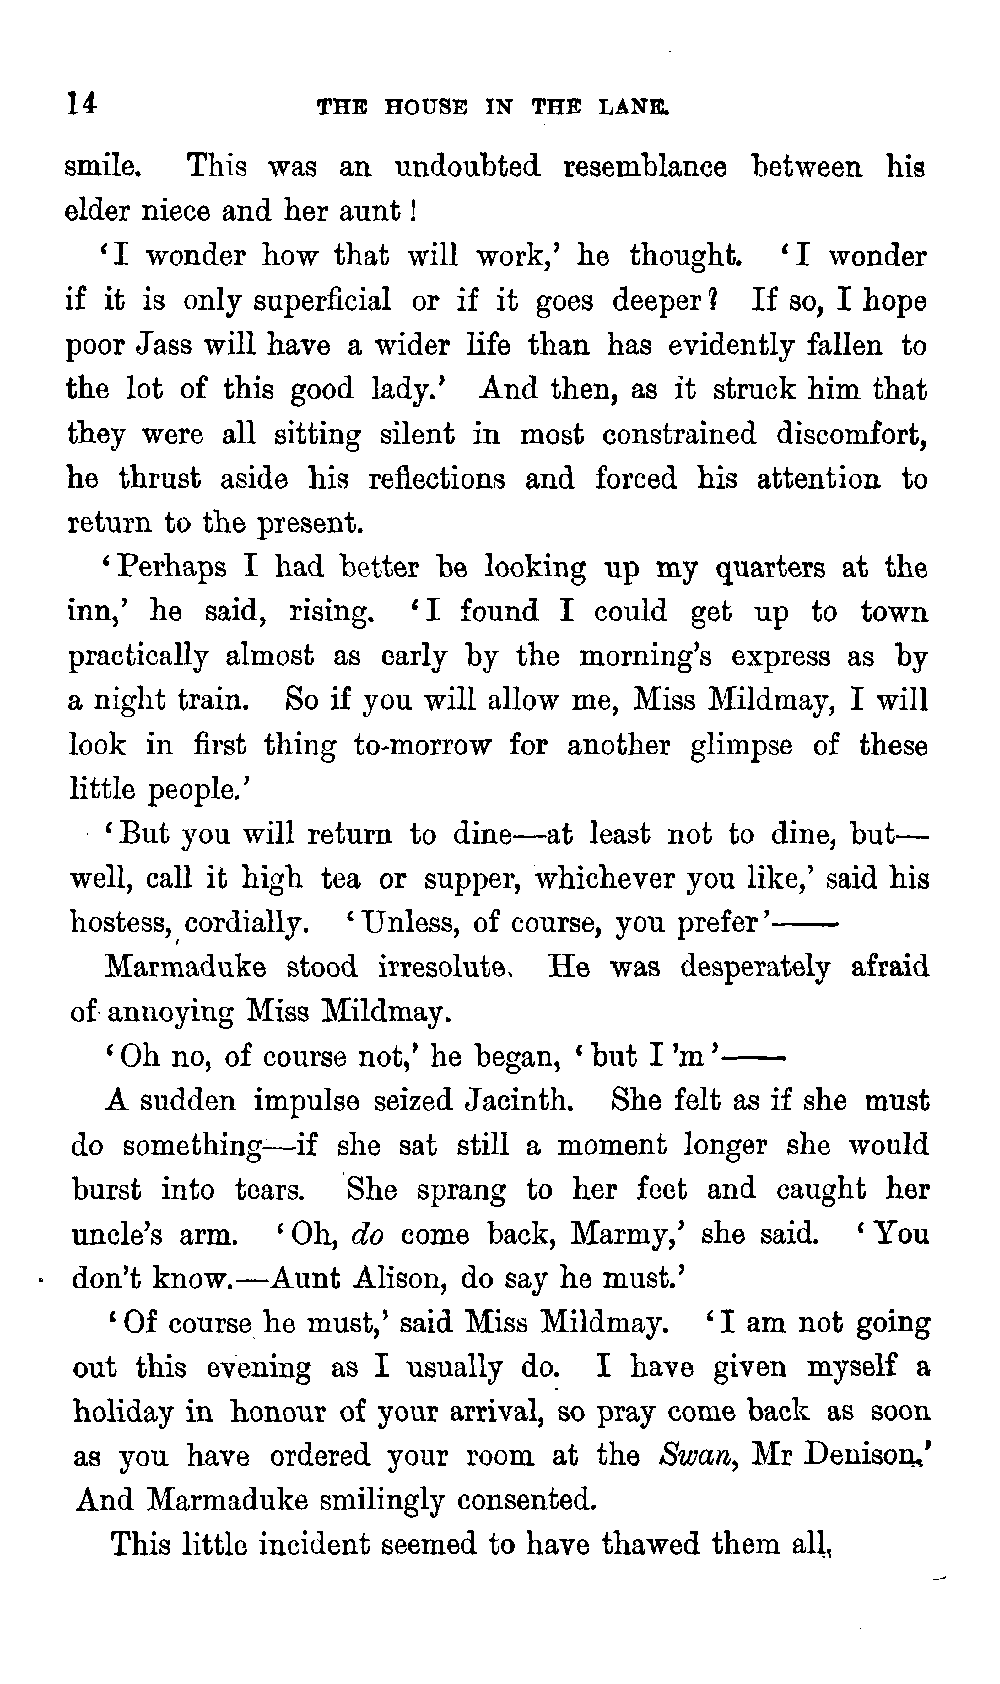 14 THE HOUSE IN THE LANE.
smile. This was an undoubted resemblance between his
elder niece and her aunt!
‘I wonder how that will work,’ he thought. ‘I wonder
if it is only superficial or if it goes deeper? If so, I hope
poor Jass will have a wider life than has evidently fallen to
the lot of this good lady.’ And then, as it struck him that
they were all sitting silent in most constrained discomfort,
he thrust aside his reflections and forced his attention to
return to the present.
‘Perhaps I had better be looking up my quarters at the
inn,’ he said, rising. ‘I found I could get up to town
practically almost as early by the morning’s express as by
a night train. So if you will allow me, Miss Mildmay, I will
look in first thing to-morrow for another glimpse of these
little people.’
‘But you will return to dine—at least not to dine, but—
well, call it high tea or supper, whichever you like,’ said his
hostess, cordially. ‘Unless, of course, you prefer’——
Marmaduke stood irresolute. He was desperately afraid
of annoying Miss Mildmay.
‘Oh no, of course not,’ he began, ‘but I ’m’——
A sudden impulse seized Jacinth. She felt as if she must
do something—if she sat still a moment longer she would
burst into tears. She sprang to her feet and caught her
uncle’s arm. ‘Oh, do come back, Marmy,’ she said. ‘You
don’t know.—Aunt Alison, do say he must.’
‘Of course he must,’ said Miss Mildmay. ‘I am not going
out this evening as I usually do. I have given myself a
holiday in honour of your arrival, so pray come back as soon
as you have ordered your room at the Swan, Mr Denison.’
And Marmaduke smilingly consented.
This little incident seemed to have thawed them all,